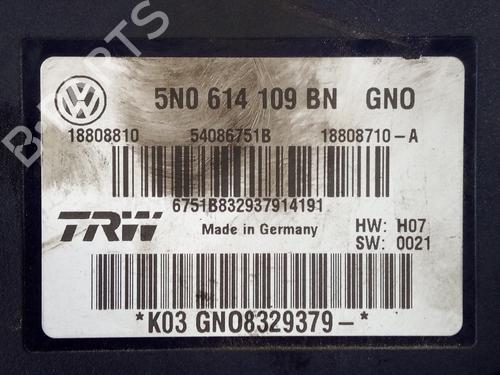 5N0 614 109 BN GNO
18808810 54086751B 18808710-A
6751B832937914191
TRW Made in Germany HW: H07
SW: 0021
*K03 GNO8329379-*